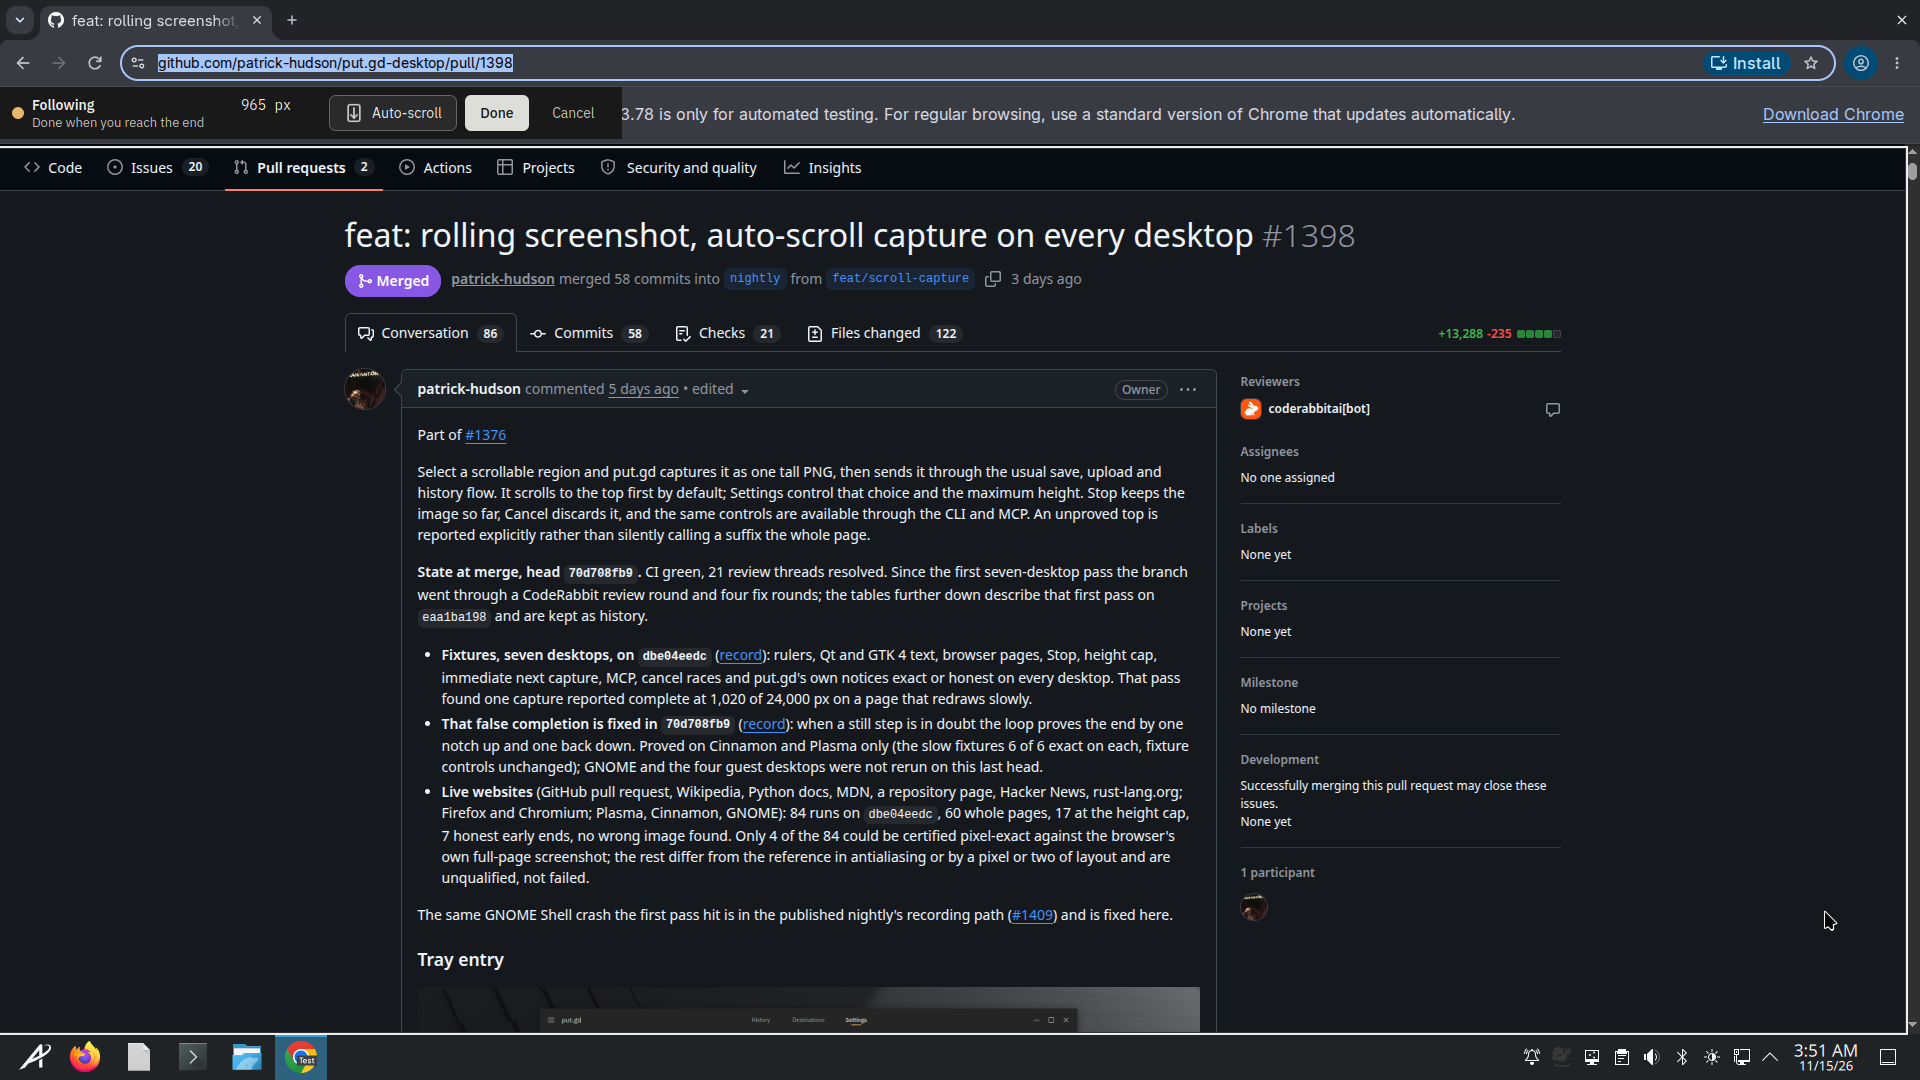 feat: rolling screenshot,
github.com/patrick-hudson/put.gd-desktop/pull/1398
Install
Following
Done when you reach the end
965 px
Auto-scroll
Done
Cancel
3.78 is only for automated testing. For regular browsing, use a standard version of Chrome that updates automatically.
Download Chrome
Code
Issues 20
Pull requests 2
Actions
Projects
Security and quality
Insights
feat: rolling screenshot, auto-scroll capture on every desktop #1398
Merged
patrick-hudson merged 58 commits into nightly from feat/scroll-capture 3 days ago
Conversation 86
Commits 58
Checks 21
Files changed 122
+13,288 -235
patrick-hudson commented 5 days ago • edited
Owner
Part of #1376
Select a scrollable region and put.gd captures it as one tall PNG, then sends it through the usual save, upload and
history flow. It scrolls to the top first by default; Settings control that choice and the maximum height. Stop keeps the
image so far, Cancel discards it, and the same controls are available through the CLI and MCP. An unproved top is
reported explicitly rather than silently calling a suffix the whole page.
State at merge, head 70d708fb9. CI green, 21 review threads resolved. Since the first seven-desktop pass the branch
went through a CodeRabbit review round and four fix rounds; the tables further down describe that first pass on
eaa1ba198 and are kept as history.
• Fixtures, seven desktops, on dbe04eedc (record): rulers, Qt and GTK 4 text, browser pages, Stop, height cap,
immediate next capture, MCP, cancel races and put.gd's own notices exact or honest on every desktop. That pass
found one capture reported complete at 1,020 of 24,000 px on a page that redraws slowly.
• That false completion is fixed in 70d708fb9 (record): when a still step is in doubt the loop proves the end by one
notch up and one back down. Proved on Cinnamon and Plasma only (the slow fixtures 6 of 6 exact on each, fixture
controls unchanged); GNOME and the four guest desktops were not rerun on this last head.
• Live websites (GitHub pull request, Wikipedia, Python docs, MDN, a repository page, Hacker News, rust-lang.org;
Firefox and Chromium; Plasma, Cinnamon, GNOME): 84 runs on dbe04eedc, 60 whole pages, 17 at the height cap,
7 honest early ends, no wrong image found. Only 4 of the 84 could be certified pixel-exact against the browser's
own full-page screenshot; the rest differ from the reference in antialiasing or by a pixel or two of layout and are
unqualified, not failed.
The same GNOME Shell crash the first pass hit is in the published nightly's recording path (#1409) and is fixed here.
Tray entry
put.gd
History
Destinations
Settings
Reviewers
coderabbitai[bot]
Assignees
No one assigned
Labels
None yet
Projects
None yet
Milestone
No milestone
Development
Successfully merging this pull request may close these
issues.
None yet
1 participant
Test
3:51 AM
11/15/26